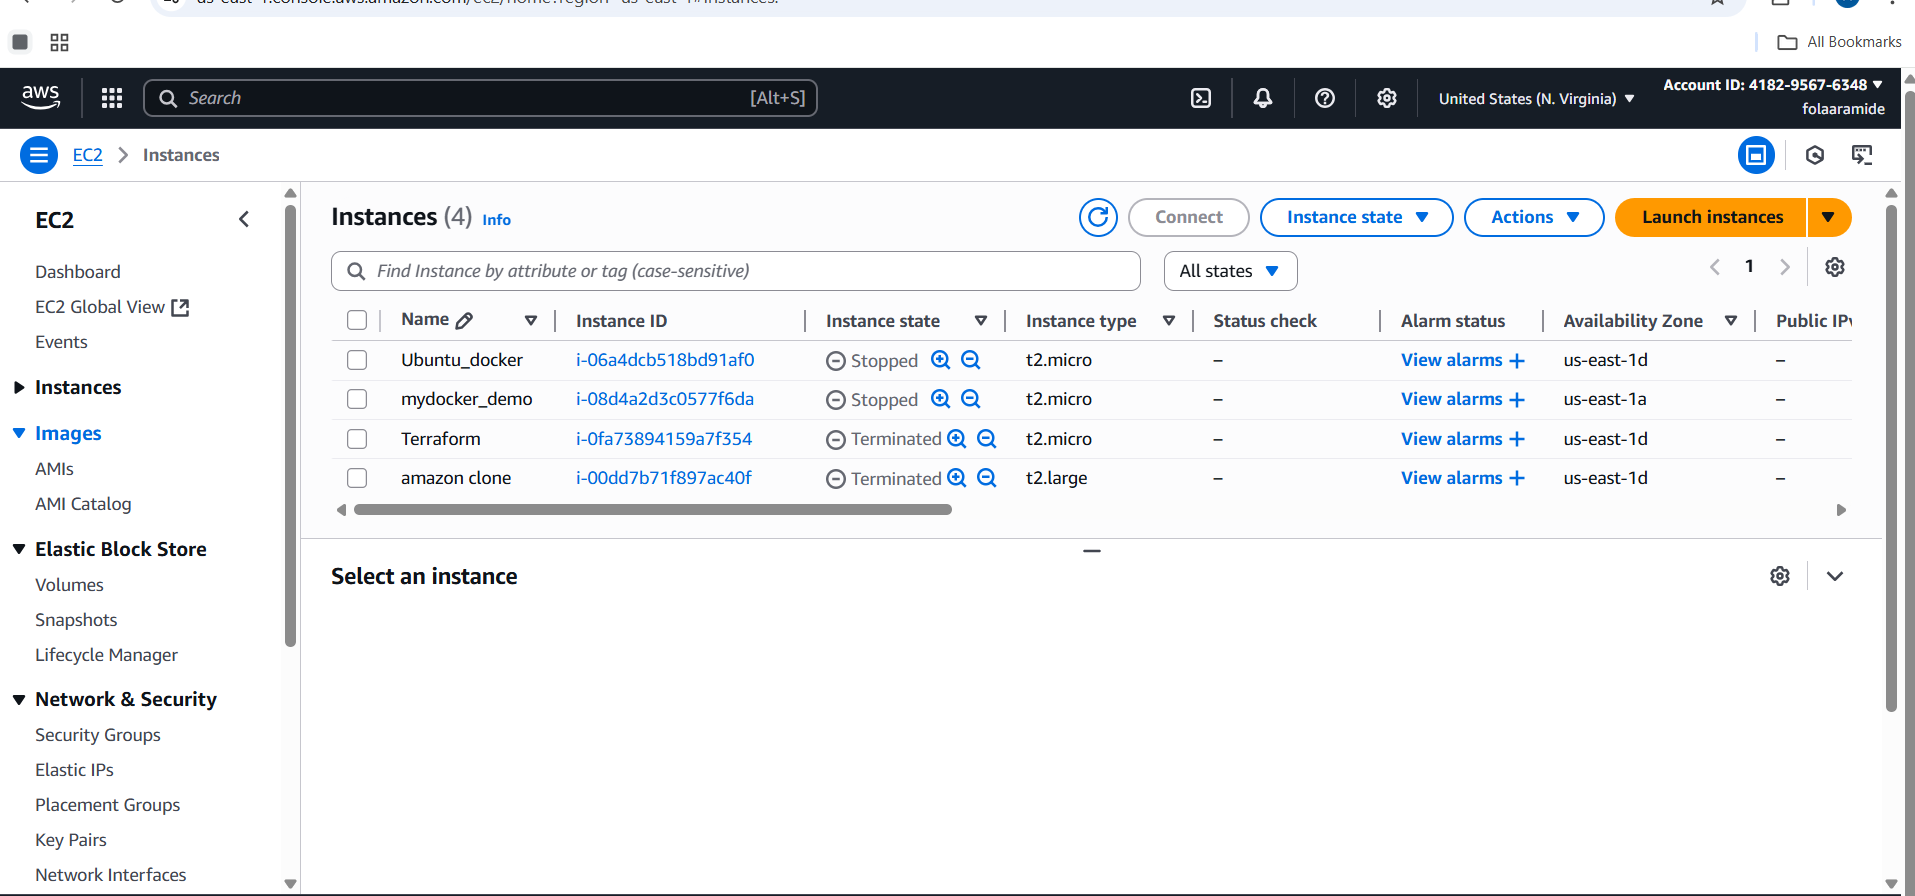 All Bookmarks
aws
Search [Alt+S]
United States (N. Virginia)
Account ID: 4182-9567-6348
folaaramide
EC2 Instances
EC2
Dashboard
EC2 Global View
Events
Instances
Images
AMIs
AMI Catalog
Elastic Block Store
Volumes
Snapshots
Lifecycle Manager
Network & Security
Security Groups
Elastic IPs
Placement Groups
Key Pairs
Network Interfaces
Instances (4) Info
Connect
Instance state
Actions
Launch instances
Find Instance by attribute or tag (case-sensitive)
All states
1
Name Instance ID Instance state Instance type Status check Alarm status Availability Zone Public IPv
Ubuntu_docker i-06a4dcb518bd91af0 Stopped t2.micro – View alarms + us-east-1d –
mydocker_demo i-08d4a2d3c0577f6da Stopped t2.micro – View alarms + us-east-1a –
Terraform i-0fa73894159a7f354 Terminated t2.micro – View alarms + us-east-1d –
amazon clone i-00dd7b71f897ac40f Terminated t2.large – View alarms + us-east-1d –
Select an instance